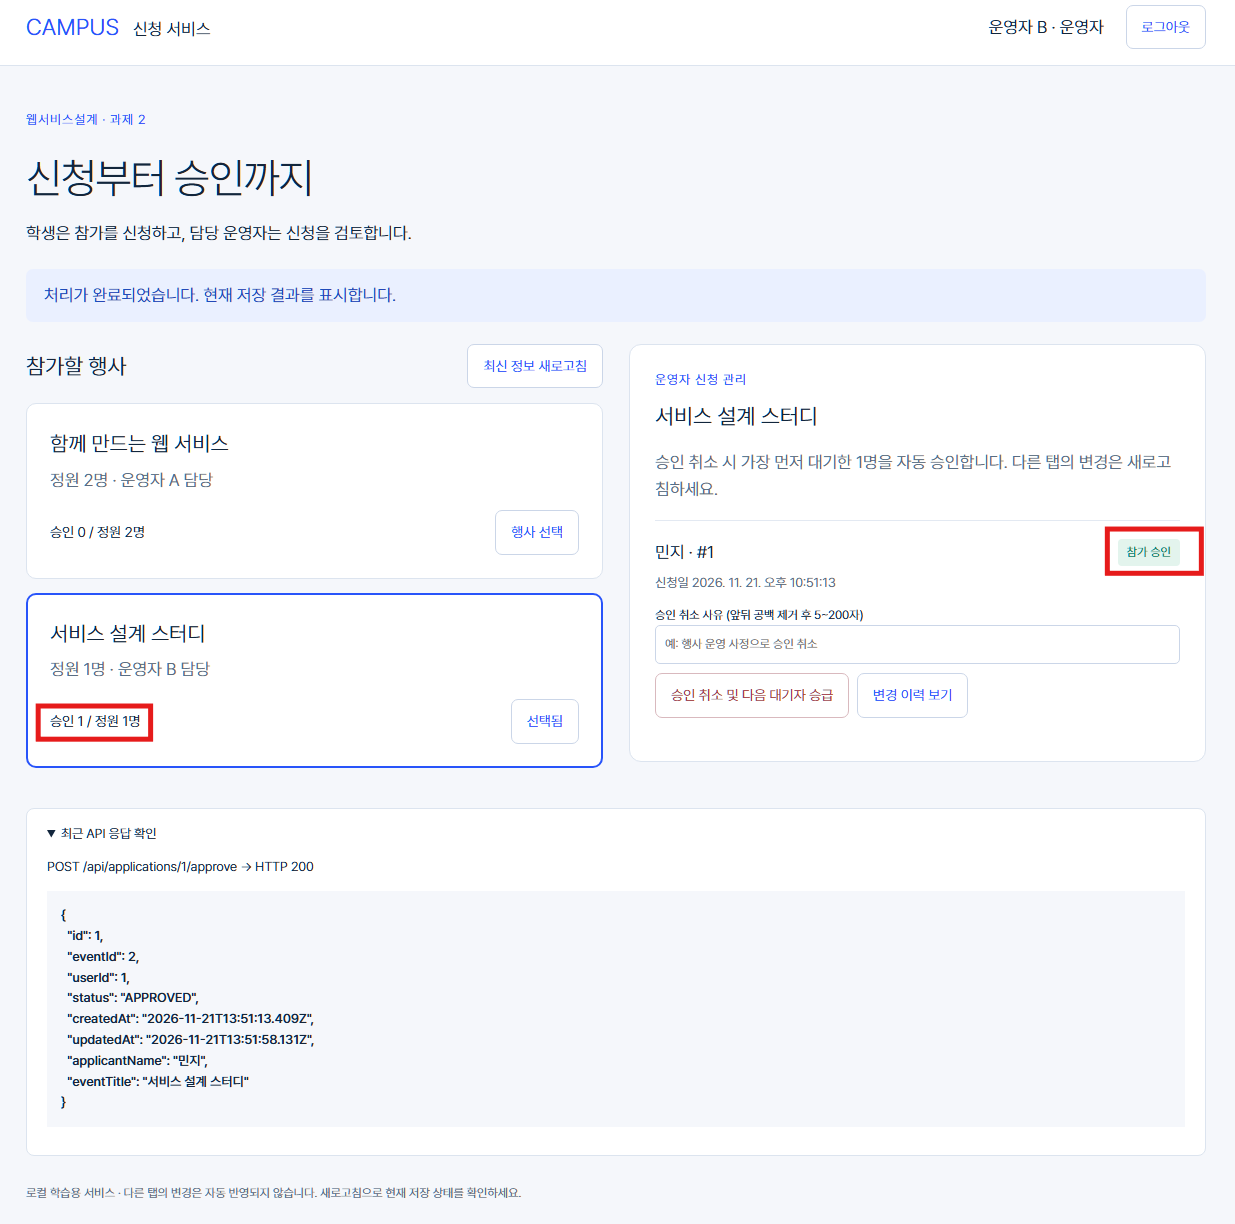 CAMPUS 신청 서비스
운영자 B · 운영자
로그아웃
웹서비스설계 · 과제 2
신청부터 승인까지
학생은 참가를 신청하고, 담당 운영자는 신청을 검토합니다.
처리가 완료되었습니다. 현재 저장 결과를 표시합니다.
참가할 행사
최신 정보 새로고침
함께 만드는 웹 서비스
정원 2명 · 운영자 A 담당
승인 0 / 정원 2명
행사 선택
서비스 설계 스터디
정원 1명 · 운영자 B 담당
승인 1 / 정원 1명
선택됨
운영자 신청 관리
서비스 설계 스터디
승인 취소 시 가장 먼저 대기한 1명을 자동 승인합니다. 다른 탭의 변경은 새로고
침하세요.
민지 · #1
참가 승인
신청일 2026. 11. 21. 오후 10:51:13
승인 취소 사유 (앞뒤 공백 제거 후 5~200자)
예: 행사 운영 사정으로 승인 취소
승인 취소 및 다음 대기자 승급
변경 이력 보기
▼ 최근 API 응답 확인
POST /api/applications/1/approve → HTTP 200
{
"id": 1,
"eventId": 2,
"userId": 1,
"status": "APPROVED",
"createdAt": "2026-11-21T13:51:13.409Z",
"updatedAt": "2026-11-21T13:51:58.131Z",
"applicantName": "민지",
"eventTitle": "서비스 설계 스터디"
}
로컬 학습용 서비스 · 다른 탭의 변경은 자동 반영되지 않습니다. 새로고침으로 현재 저장 상태를 확인하세요.